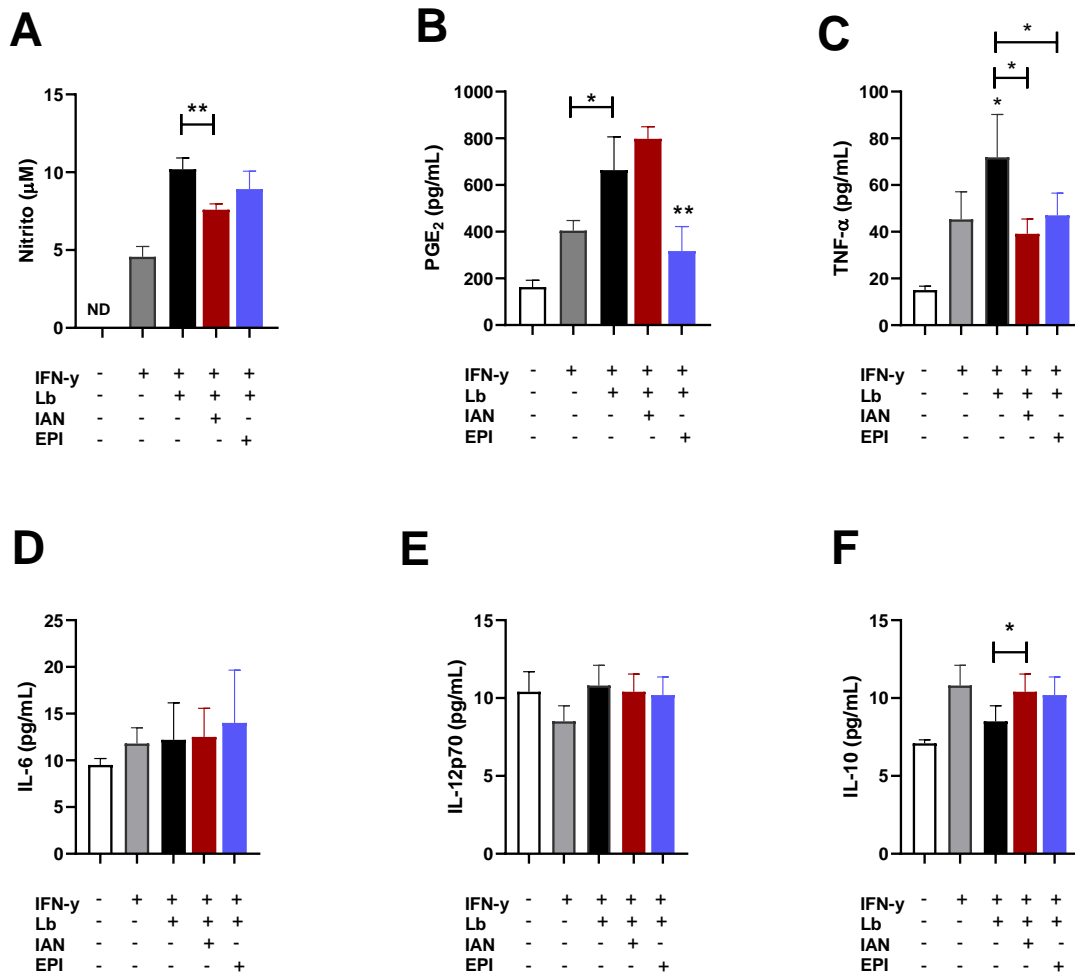 A
Nitrito (μM)
15
10
5
0
ND
**
IFN-y - + + + +
Lb - - + + +
IAN - - - + -
EPI - - - - +
B
PGE2 (pg/mL)
1000
800
600
400
200
0
*
**
IFN-y - + + + +
Lb - - + + +
IAN - - - + -
EPI - - - - +
C
TNF-α (pg/mL)
100
80
60
40
20
0
*
*
*
IFN-y - + + + +
Lb - - + + +
IAN - - - + -
EPI - - - - +
D
IL-6 (pg/mL)
25
20
15
10
5
0
IFN-y - + + + +
Lb - - + + +
IAN - - - + -
EPI - - - - +
E
IL-12p70 (pg/mL)
15
10
5
0
IFN-y - + + + +
Lb - - + + +
IAN - - - + -
EPI - - - - +
F
IL-10 (pg/mL)
15
10
5
0
*
IFN-y - + + + +
Lb - - + + +
IAN - - - + -
EPI - - - - +